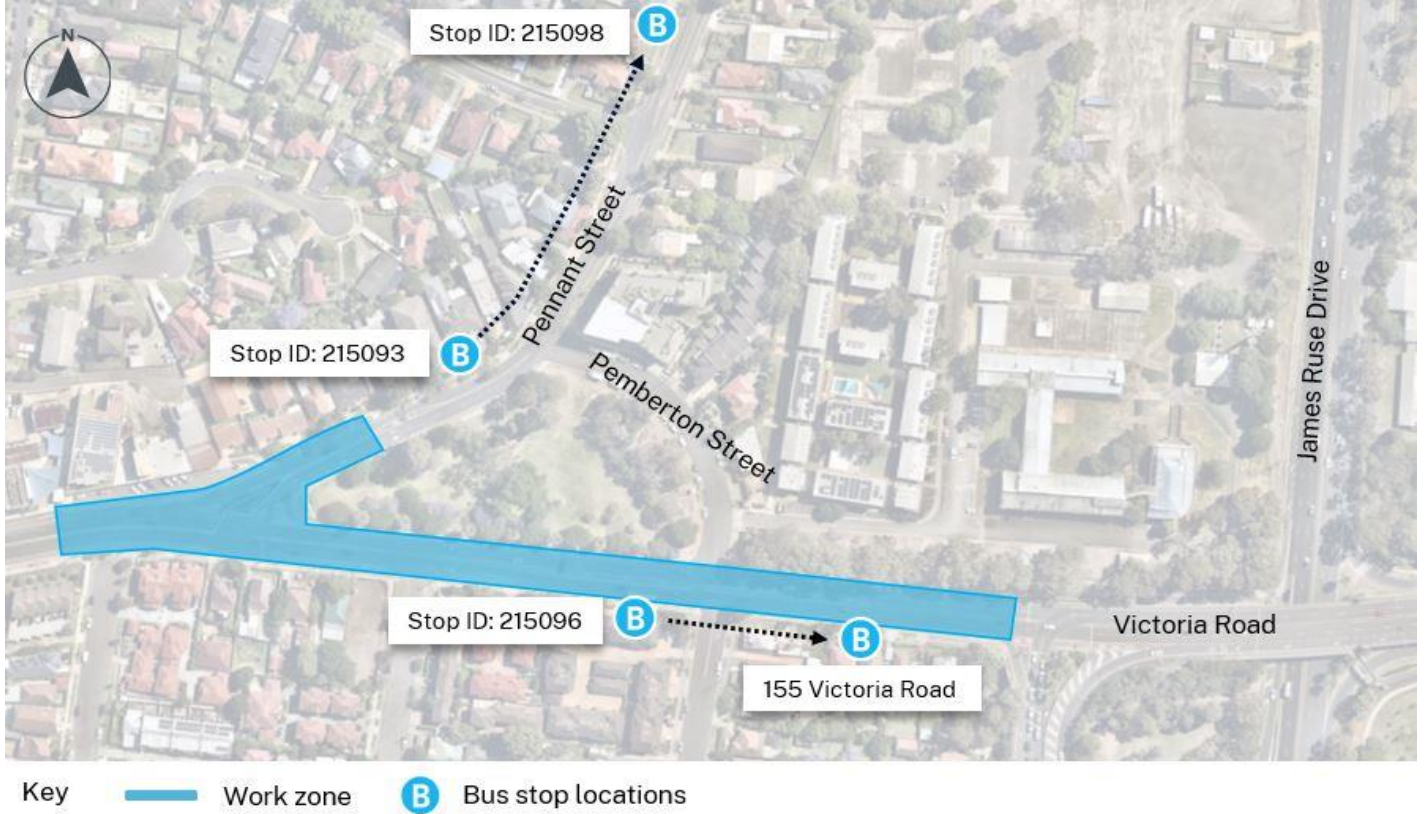 N
Stop ID: 215098
B
Pennant Street
Stop ID: 215093
B
Pemberton Street
James Ruse Drive
Stop ID: 215096
B
B
Victoria Road
155 Victoria Road
Key
Work zone
B
Bus stop locations